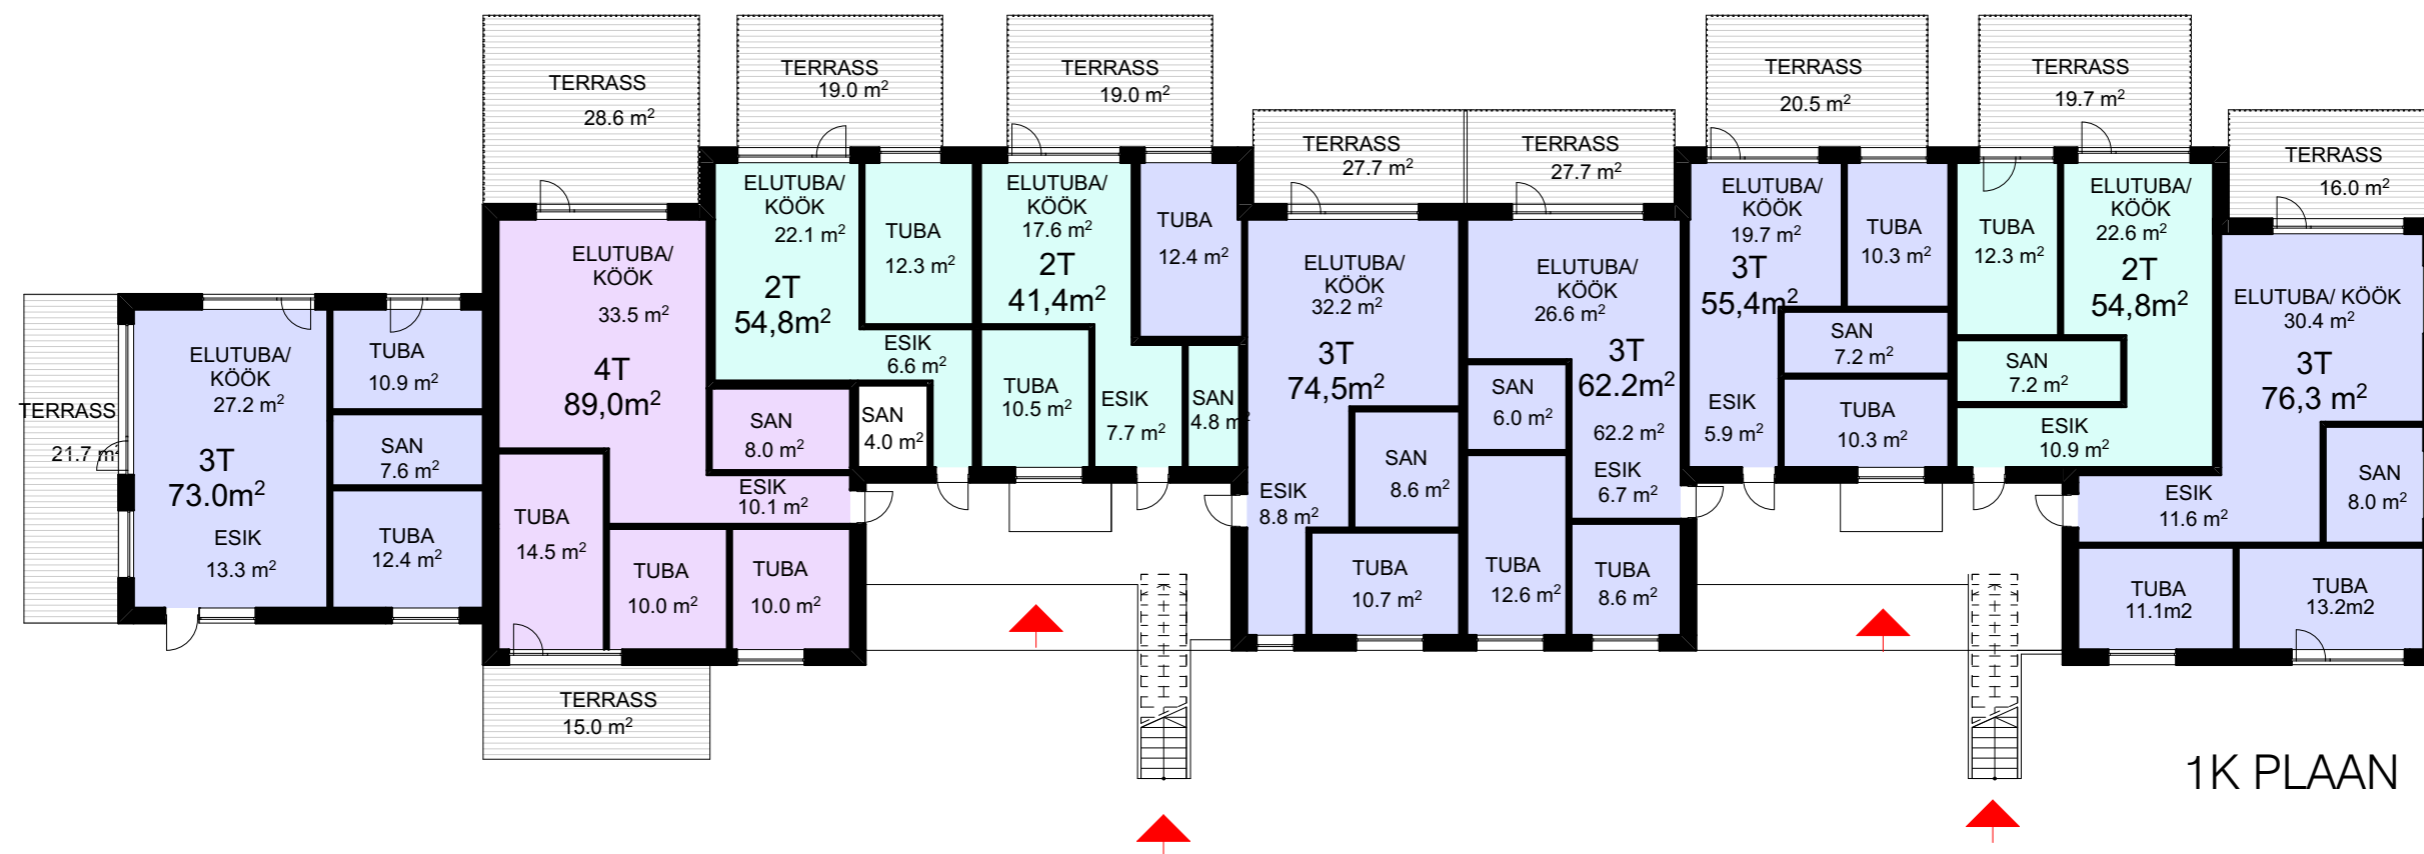 TERRASS
21.7 m²
ELUTUBA/
KÖÖK
27.2 m²
3T
73.0m²
ESIK
13.3 m²
TUBA
10.9 m²
SAN
7.6 m²
TUBA
12.4 m²
TERRASS
28.6 m²
ELUTUBA/
KÖÖK
33.5 m²
4T
89,0m²
SAN
8.0 m²
ESIK
10.1 m²
TUBA
14.5 m²
TUBA
10.0 m²
TUBA
10.0 m²
TERRASS
15.0 m²
TERRASS
19.0 m²
ELUTUBA/
KÖÖK
22.1 m²
2T
54,8m²
TUBA
12.3 m²
ESIK
6.6 m²
SAN
4.0 m²
TERRASS
19.0 m²
ELUTUBA/
KÖÖK
17.6 m²
2T
41,4m²
TUBA
12.4 m²
TUBA
10.5 m²
ESIK
7.7 m²
SAN
4.8 m²
TERRASS
27.7 m²
ELUTUBA/
KÖÖK
32.2 m²
3T
74,5m²
SAN
8.6 m²
ESIK
8.8 m²
TUBA
10.7 m²
TERRASS
27.7 m²
ELUTUBA/
KÖÖK
26.6 m²
3T
62.2m²
SAN
6.0 m²
62.2 m²
ESIK
6.7 m²
TUBA
12.6 m²
TUBA
8.6 m²
TERRASS
20.5 m²
ELUTUBA/
KÖÖK
19.7 m²
3T
55,4m²
TUBA
10.3 m²
SAN
7.2 m²
ESIK
5.9 m²
TUBA
10.3 m²
TERRASS
19.7 m²
TUBA
12.3 m²
ELUTUBA/
KÖÖK
22.6 m²
2T
54,8m²
SAN
7.2 m²
ESIK
10.9 m²
TERRASS
16.0 m²
ELUTUBA/ KÖÖK
30.4 m²
3T
76,3 m²
SAN
8.0 m²
ESIK
11.6 m²
TUBA
11.1m2
TUBA
13.2m2
1K PLAAN